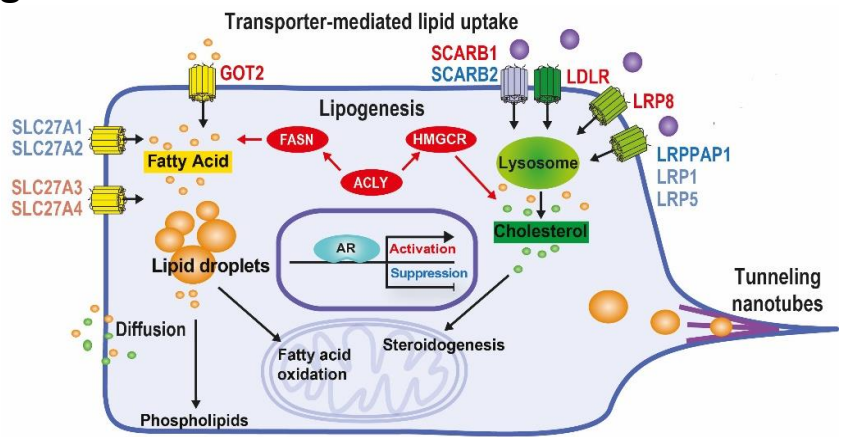 Transporter-mediated lipid uptake
GOT2
SCARB1
SCARB2
LDLR
LRP8
Lipogenesis
SLC27A1
SLC27A2
Fatty Acid
FASN
HMGCR
ACLY
Lysosome
LRPPAP1
LRP1
LRP5
SLC27A3
SLC27A4
Cholesterol
AR
Activation
Suppression
Lipid droplets
Tunneling
nanotubes
Diffusion
Fatty acid
oxidation
Steroidogenesis
Phospholipids